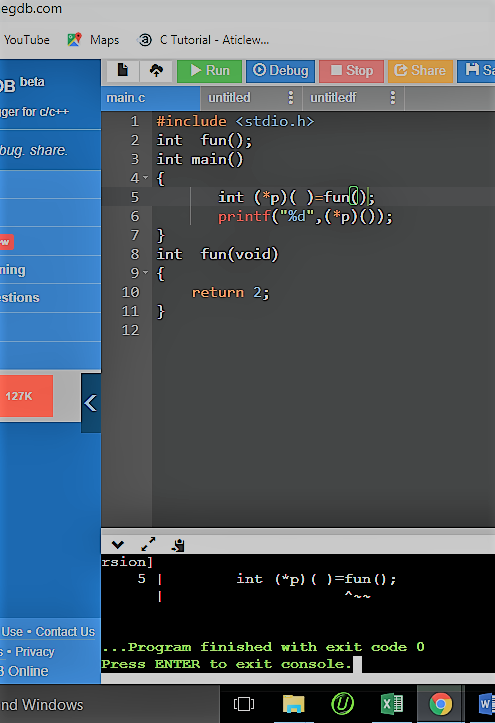 egdb.com
YouTube Maps C Tutorial - Aticlew...
DB beta
gger for c/c++
bug. share.
ew
ning
estions
127K
Use • Contact Us
s • Privacy
B Online
Run Debug Stop Share Sa
main.c untitled untitledf
1 #include <stdio.h>
2 int  fun();
3 int main()
4 {
5 int (*p)( )=fun();
6 printf("%d",(*p)());
7 }
8 int  fun(void)
9 {
10 return 2;
11 }
12
rsion]
5 | int (*p)( )=fun();
| ^~~
...Program finished with exit code 0
Press ENTER to exit console.
nd Windows